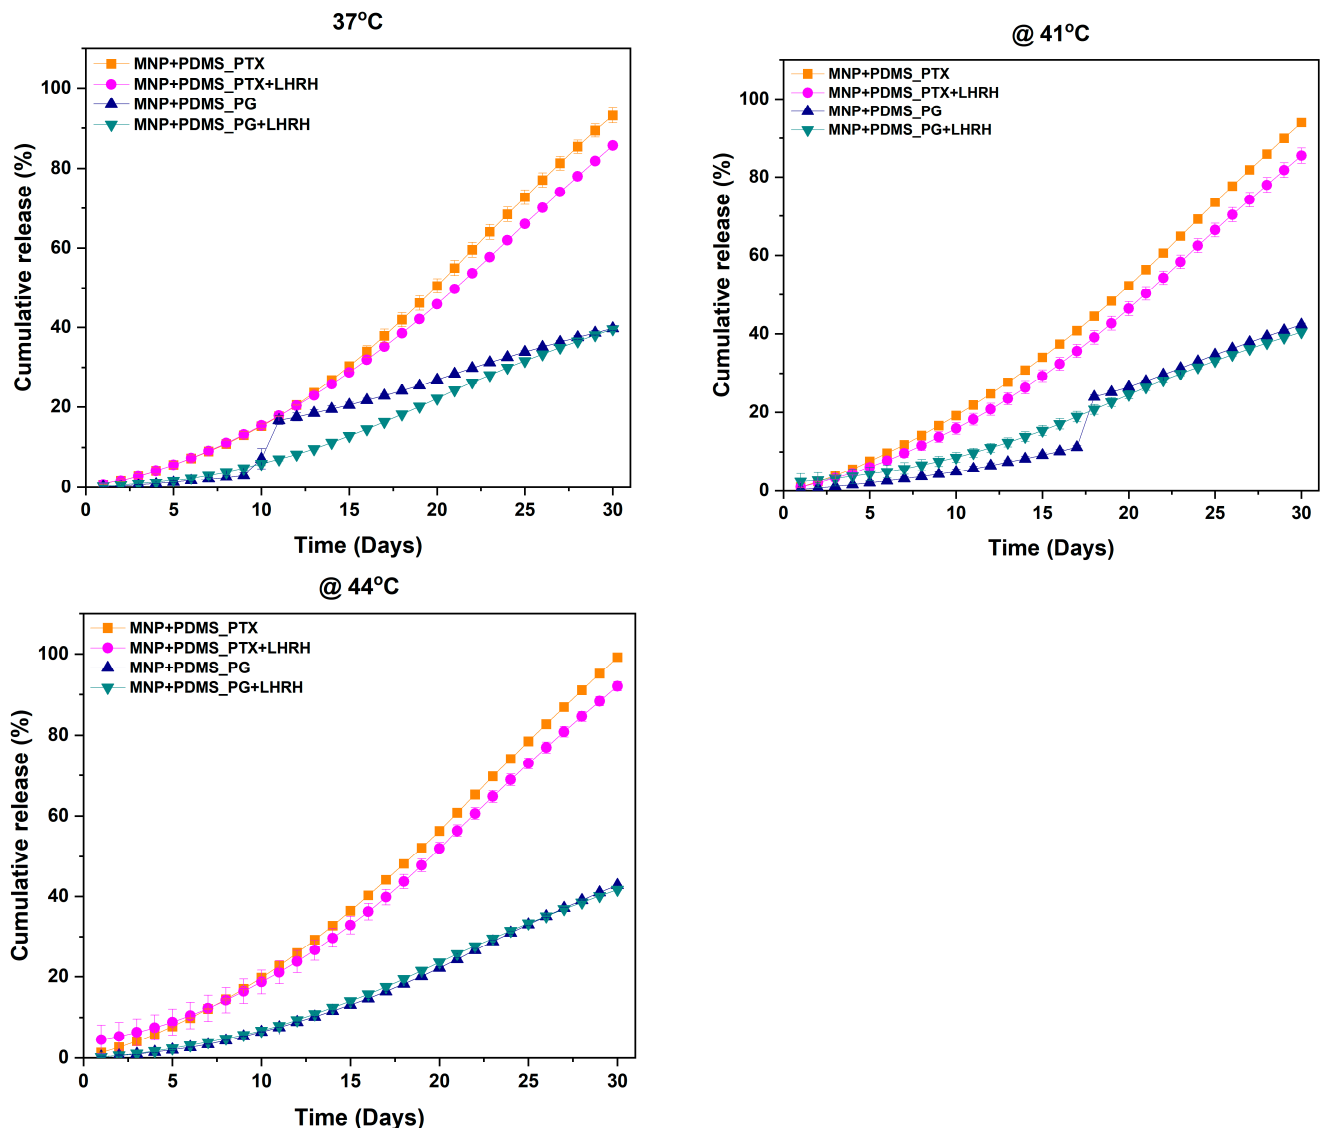 37°C
MNP+PDMS_PTX
MNP+PDMS_PTX+LHRH
MNP+PDMS_PG
MNP+PDMS_PG+LHRH
Cumulative release (%)
100
80
60
40
20
0
0 5 10 15 20 25 30
Time (Days)
@ 41°C
MNP+PDMS_PTX
MNP+PDMS_PTX+LHRH
MNP+PDMS_PG
MNP+PDMS_PG+LHRH
Cumulative release (%)
100
80
60
40
20
0
0 5 10 15 20 25 30
Time (Days)
@ 44°C
MNP+PDMS_PTX
MNP+PDMS_PTX+LHRH
MNP+PDMS_PG
MNP+PDMS_PG+LHRH
Cumulative release (%)
100
80
60
40
20
0
0 5 10 15 20 25 30
Time (Days)